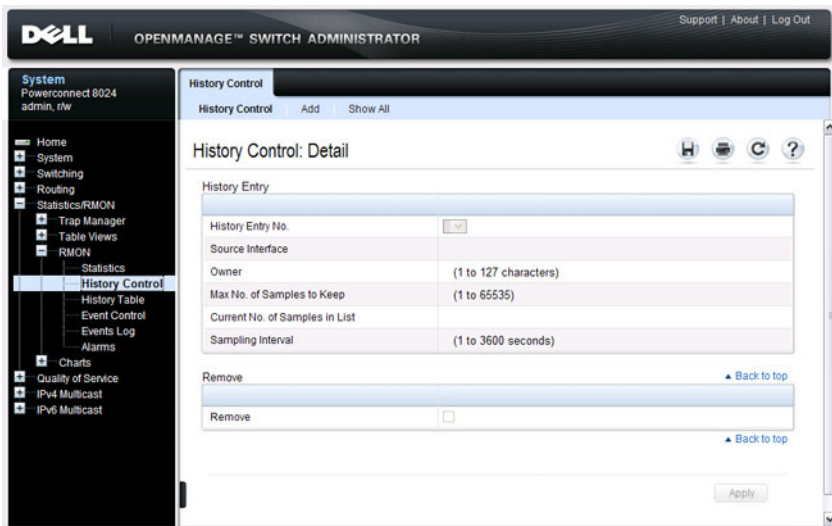 Support | About | Log Out
DELL
OPENMANAGE™ SWITCH ADMINISTRATOR
System
Powerconnect 8024
admin, r/w
Home
System
Switching
Routing
Statistics/RMON
Trap Manager
Table Views
RMON
Statistics
History Control
History Table
Event Control
Events Log
Alarms
Charts
Quality of Service
IPv4 Multicast
IPv6 Multicast
History Control
History Control Add Show All
History Control: Detail
History Entry
History Entry No.
Source Interface
Owner (1 to 127 characters)
Max No. of Samples to Keep (1 to 65535)
Current No. of Samples in List
Sampling Interval (1 to 3600 seconds)
Remove ▲ Back to top
Remove
▲ Back to top
Apply